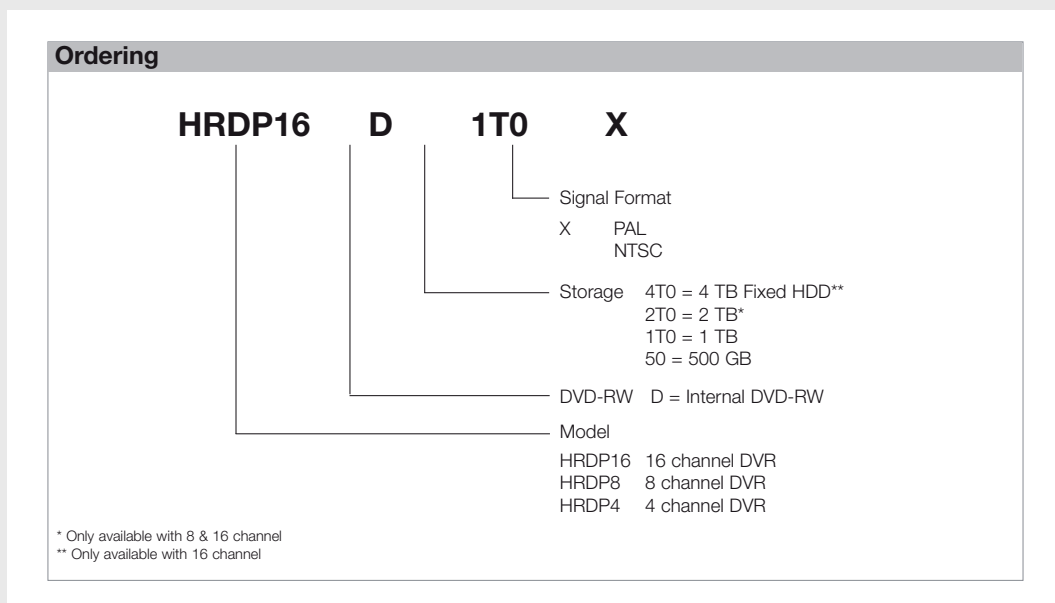 Ordering
HRDP16 D 1T0 X
Signal Format
X PAL
NTSC
Storage 4T0 = 4 TB Fixed HDD**
2T0 = 2 TB*
1T0 = 1 TB
50 = 500 GB
DVD-RW D = Internal DVD-RW
Model
HRDP16 16 channel DVR
HRDP8 8 channel DVR
HRDP4 4 channel DVR
* Only available with 8 & 16 channel
** Only available with 16 channel